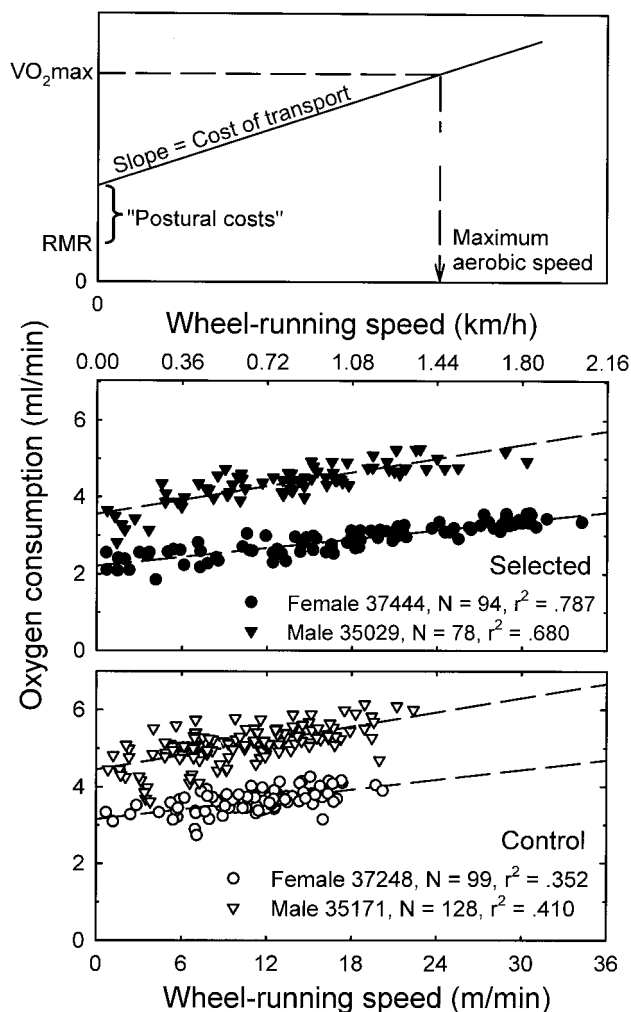 VO₂max
Slope = Cost of transport
"Postural costs"
RMR
Maximum
aerobic speed
0
0
Wheel-running speed (km/h)
0.00 0.36 0.72 1.08 1.44 1.80 2.16
Oxygen consumption (ml/min)
6
4
2
0
Selected
Female 37444, N = 94, r² = .787
Male 35029, N = 78, r² = .680
6
4
2
0
Control
Female 37248, N = 99, r² = .352
Male 35171, N = 128, r² = .410
0 6 12 18 24 30 36
Wheel-running speed (m/min)